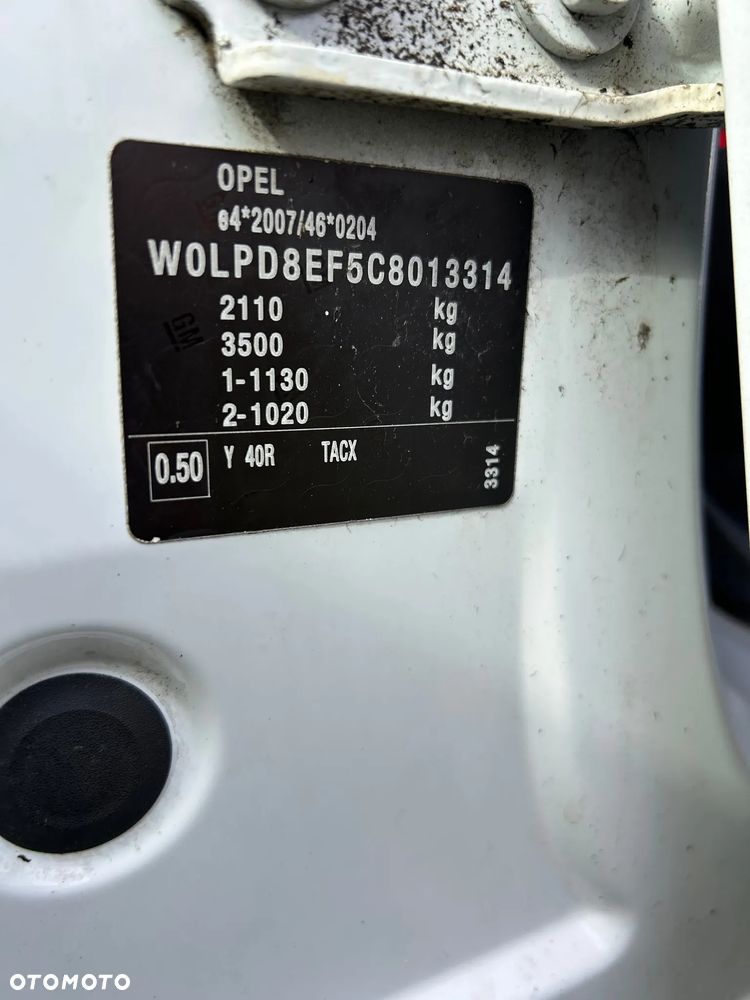 OPEL
e4*2007/46*0204
W0LPD8EF5C8013314
2110 kg
3500 kg
1-1130 kg
2-1020 kg
0.50 Y 40R TACX 3314
GM
OTOMOTO